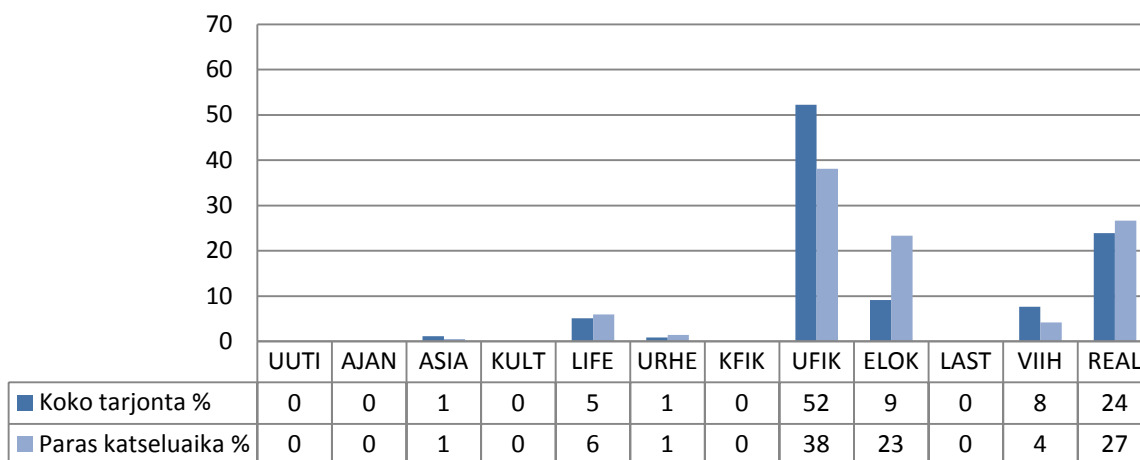 70
60
50
40
30
20
10
0
UUTI AJAN ASIA KULT LIFE URHE KFIK UFIK ELOK LAST VIIH REAL
Koko tarjonta % 0 0 1 0 5 1 0 52 9 0 8 24
Paras katseluaika % 0 0 1 0 6 1 0 38 23 0 4 27